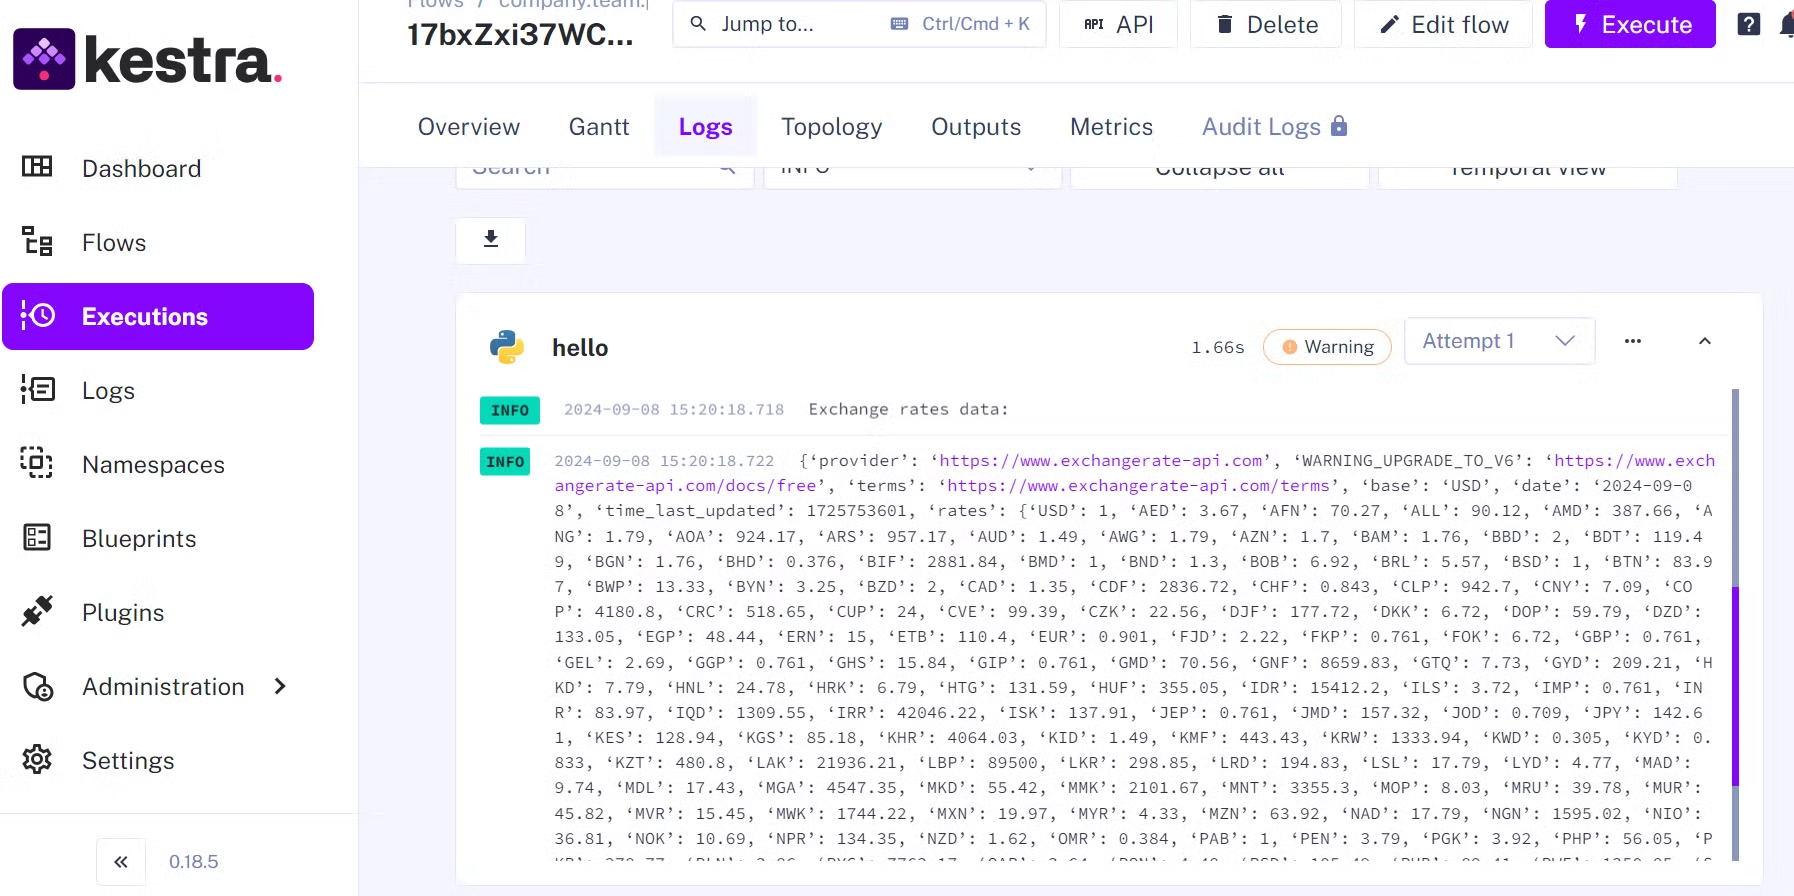 Flows / company.team.
17bxZxi37WC...
Jump to...
Ctrl/Cmd + K
API API
Delete
Edit flow
Execute
?
kestra.
Overview
Gantt
Logs
Topology
Outputs
Metrics
Audit Logs
Search
INFO
Collapse all
Temporal view
Dashboard
Flows
Executions
Logs
Namespaces
Blueprints
Plugins
Administration
Settings
0.18.5
hello
1.66s
Warning
Attempt 1
INFO 2024-09-08 15:20:18.718 Exchange rates data:
INFO 2024-09-08 15:20:18.722 {‘provider’: ‘https://www.exchangerate-api.com’, ‘WARNING_UPGRADE_TO_V6’: ‘https://www.exch
angerate-api.com/docs/free’, ‘terms’: ‘https://www.exchangerate-api.com/terms’, ‘base’: ‘USD’, ‘date’: ‘2024-09-0
8’, ‘time_last_updated’: 1725753601, ‘rates’: {‘USD’: 1, ‘AED’: 3.67, ‘AFN’: 70.27, ‘ALL’: 90.12, ‘AMD’: 387.66, ‘A
NG’: 1.79, ‘AOA’: 924.17, ‘ARS’: 957.17, ‘AUD’: 1.49, ‘AWG’: 1.79, ‘AZN’: 1.7, ‘BAM’: 1.76, ‘BBD’: 2, ‘BDT’: 119.4
9, ‘BGN’: 1.76, ‘BHD’: 0.376, ‘BIF’: 2881.84, ‘BMD’: 1, ‘BND’: 1.3, ‘BOB’: 6.92, ‘BRL’: 5.57, ‘BSD’: 1, ‘BTN’: 83.9
7, ‘BWP’: 13.33, ‘BYN’: 3.25, ‘BZD’: 2, ‘CAD’: 1.35, ‘CDF’: 2836.72, ‘CHF’: 0.843, ‘CLP’: 942.7, ‘CNY’: 7.09, ‘CO
P’: 4180.8, ‘CRC’: 518.65, ‘CUP’: 24, ‘CVE’: 99.39, ‘CZK’: 22.56, ‘DJF’: 177.72, ‘DKK’: 6.72, ‘DOP’: 59.79, ‘DZD’:
133.05, ‘EGP’: 48.44, ‘ERN’: 15, ‘ETB’: 110.4, ‘EUR’: 0.901, ‘FJD’: 2.22, ‘FKP’: 0.761, ‘FOK’: 6.72, ‘GBP’: 0.761,
‘GEL’: 2.69, ‘GGP’: 0.761, ‘GHS’: 15.84, ‘GIP’: 0.761, ‘GMD’: 70.56, ‘GNF’: 8659.83, ‘GTQ’: 7.73, ‘GYD’: 209.21, ‘H
KD’: 7.79, ‘HNL’: 24.78, ‘HRK’: 6.79, ‘HTG’: 131.59, ‘HUF’: 355.05, ‘IDR’: 15412.2, ‘ILS’: 3.72, ‘IMP’: 0.761, ‘IN
R’: 83.97, ‘IQD’: 1309.55, ‘IRR’: 42046.22, ‘ISK’: 137.91, ‘JEP’: 0.761, ‘JMD’: 157.32, ‘JOD’: 0.709, ‘JPY’: 142.6
1, ‘KES’: 128.94, ‘KGS’: 85.18, ‘KHR’: 4064.03, ‘KID’: 1.49, ‘KMF’: 443.43, ‘KRW’: 1333.94, ‘KWD’: 0.305, ‘KYD’: 0.
833, ‘KZT’: 480.8, ‘LAK’: 21936.21, ‘LBP’: 89500, ‘LKR’: 298.85, ‘LRD’: 194.83, ‘LSL’: 17.79, ‘LYD’: 4.77, ‘MAD’:
9.74, ‘MDL’: 17.43, ‘MGA’: 4547.35, ‘MKD’: 55.42, ‘MMK’: 2101.67, ‘MNT’: 3355.3, ‘MOP’: 8.03, ‘MRU’: 39.78, ‘MUR’:
45.82, ‘MVR’: 15.45, ‘MWK’: 1744.22, ‘MXN’: 19.97, ‘MYR’: 4.33, ‘MZN’: 63.92, ‘NAD’: 17.79, ‘NGN’: 1595.02, ‘NIO’:
36.81, ‘NOK’: 10.69, ‘NPR’: 134.35, ‘NZD’: 1.62, ‘OMR’: 0.384, ‘PAB’: 1, ‘PEN’: 3.79, ‘PGK’: 3.92, ‘PHP’: 56.05, ‘P